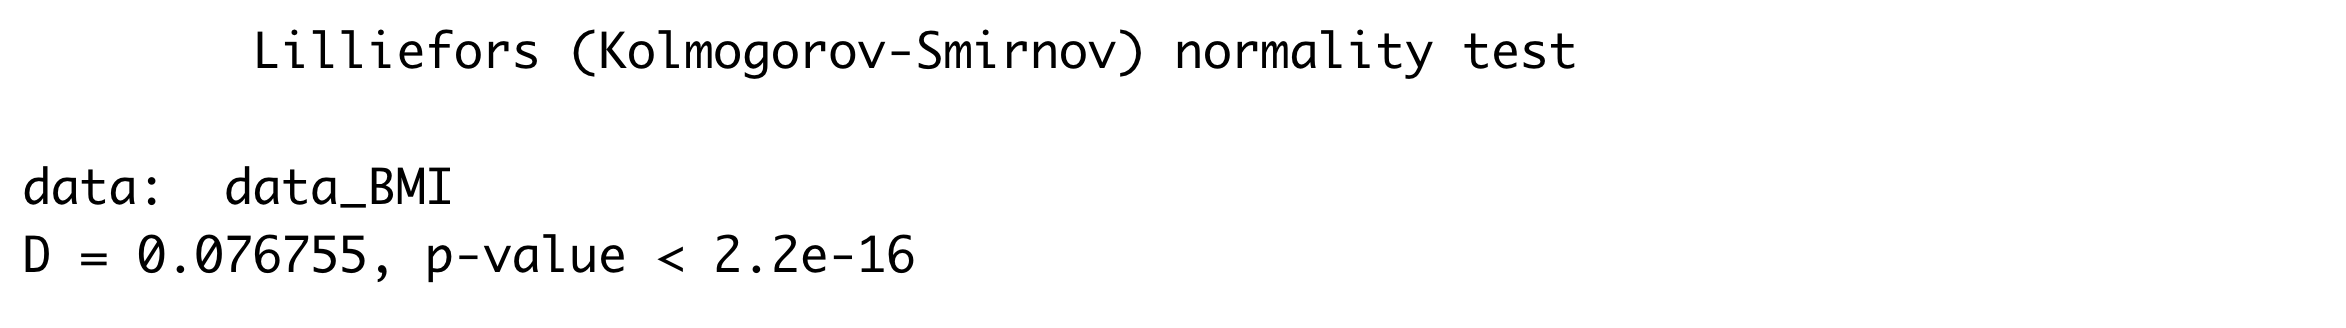 Lilliefors (Kolmogorov-Smirnov) normality test
data:  data_BMI
D = 0.076755, p-value < 2.2e-16